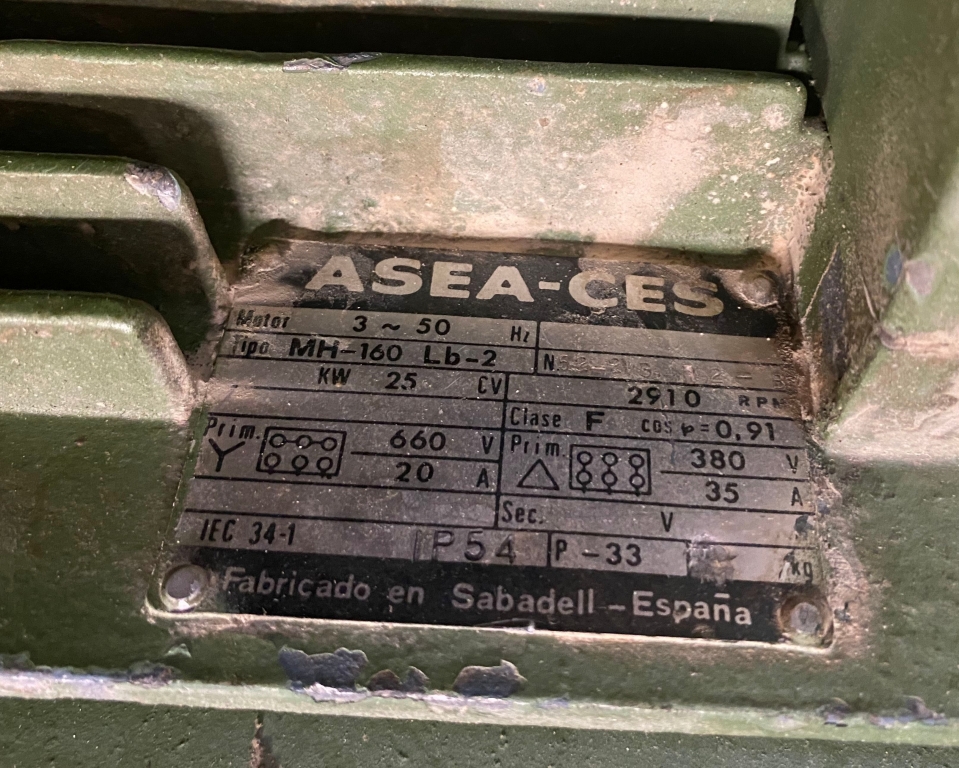 ASEA-CES
Motor 3 ~ 50 Hz
Tipo MH-160 Lb-2 N.
KW 25 CV 2910 RPM
Clase F cos φ=0,91
Prim. Y 660 V 20 A
Prim. △ 380 V 35 A
Sec. V
IEC 34-1 IP54 P-33 kg
Fabricado en Sabadell - España